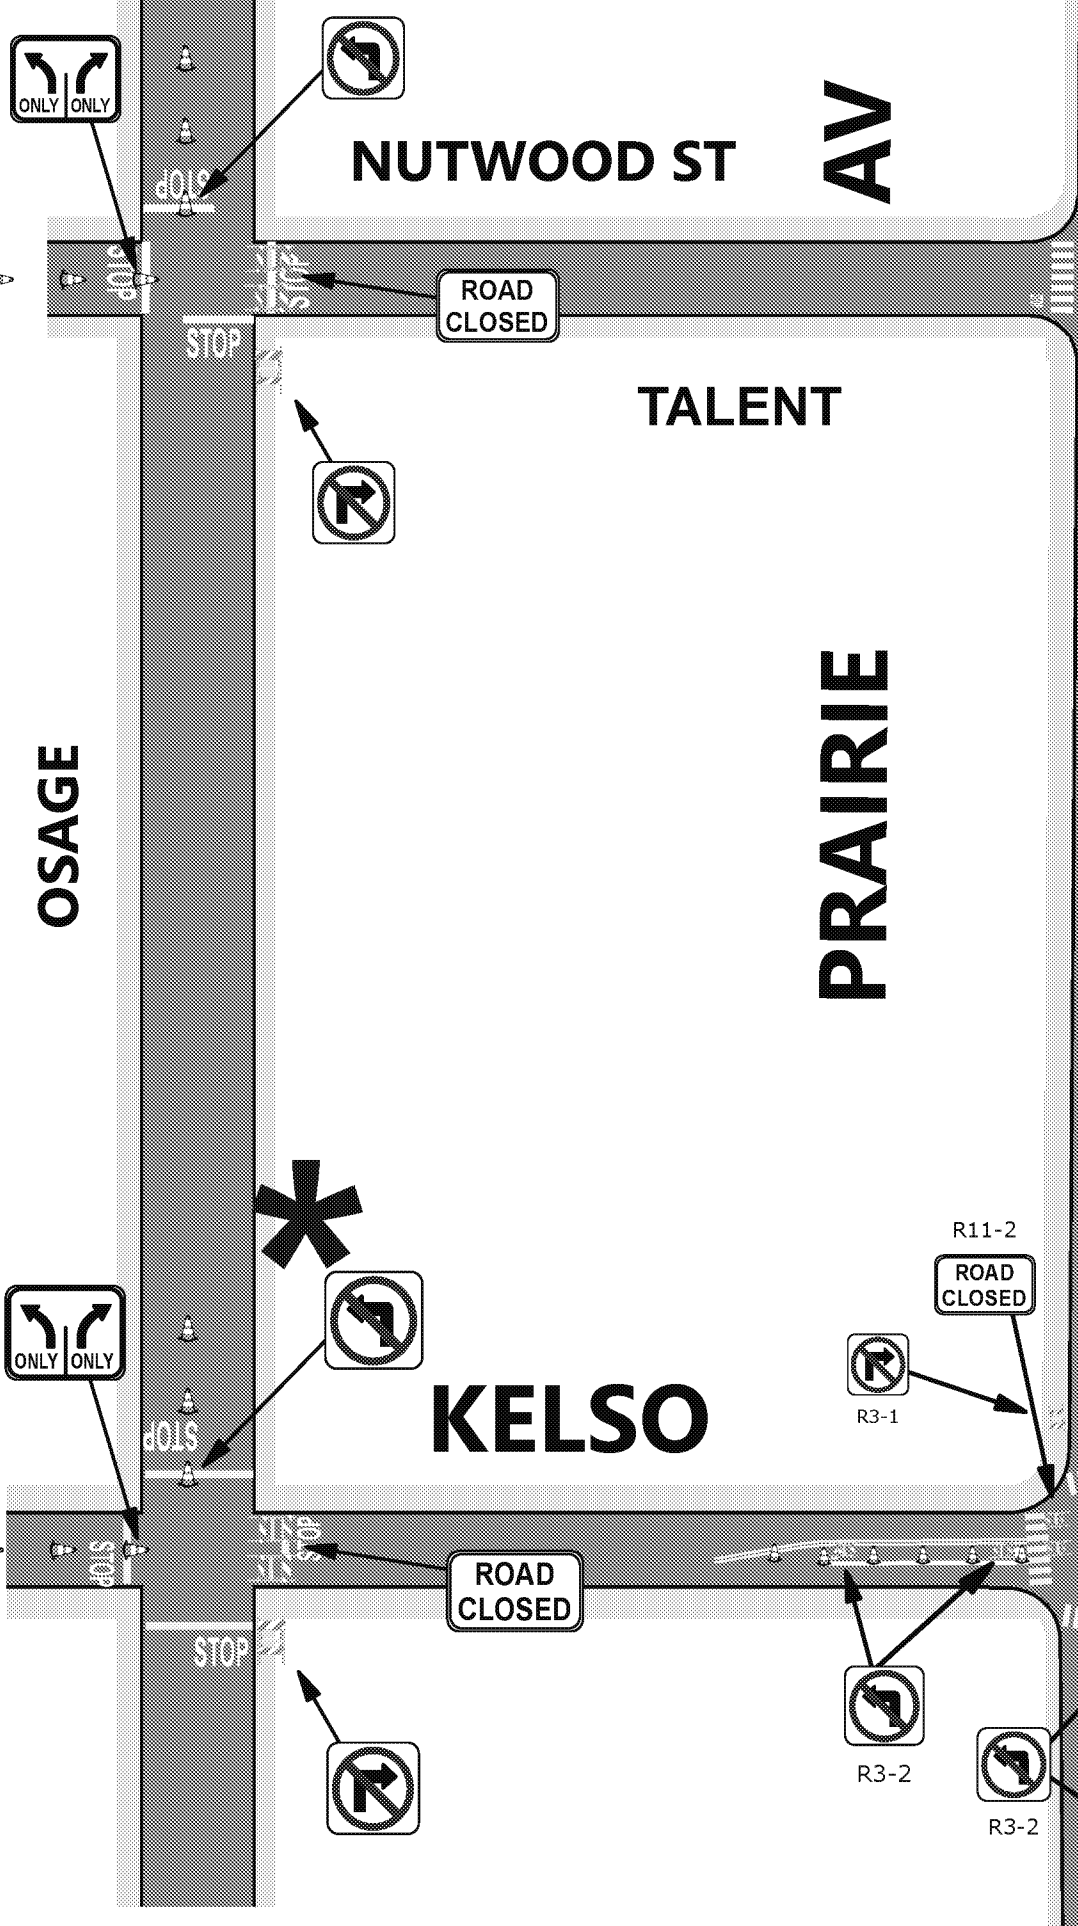 ONLY ONLY
NUTWOOD ST
AV
STOP
STOP
STOP
ROAD
CLOSED
STOP
TALENT
PRAIRIE
OSAGE
*
R11-2
ROAD
CLOSED
ONLY ONLY
R3-1
KELSO
STOP
STOP
STOP
ROAD
CLOSED
STOP
R3-2
R3-2